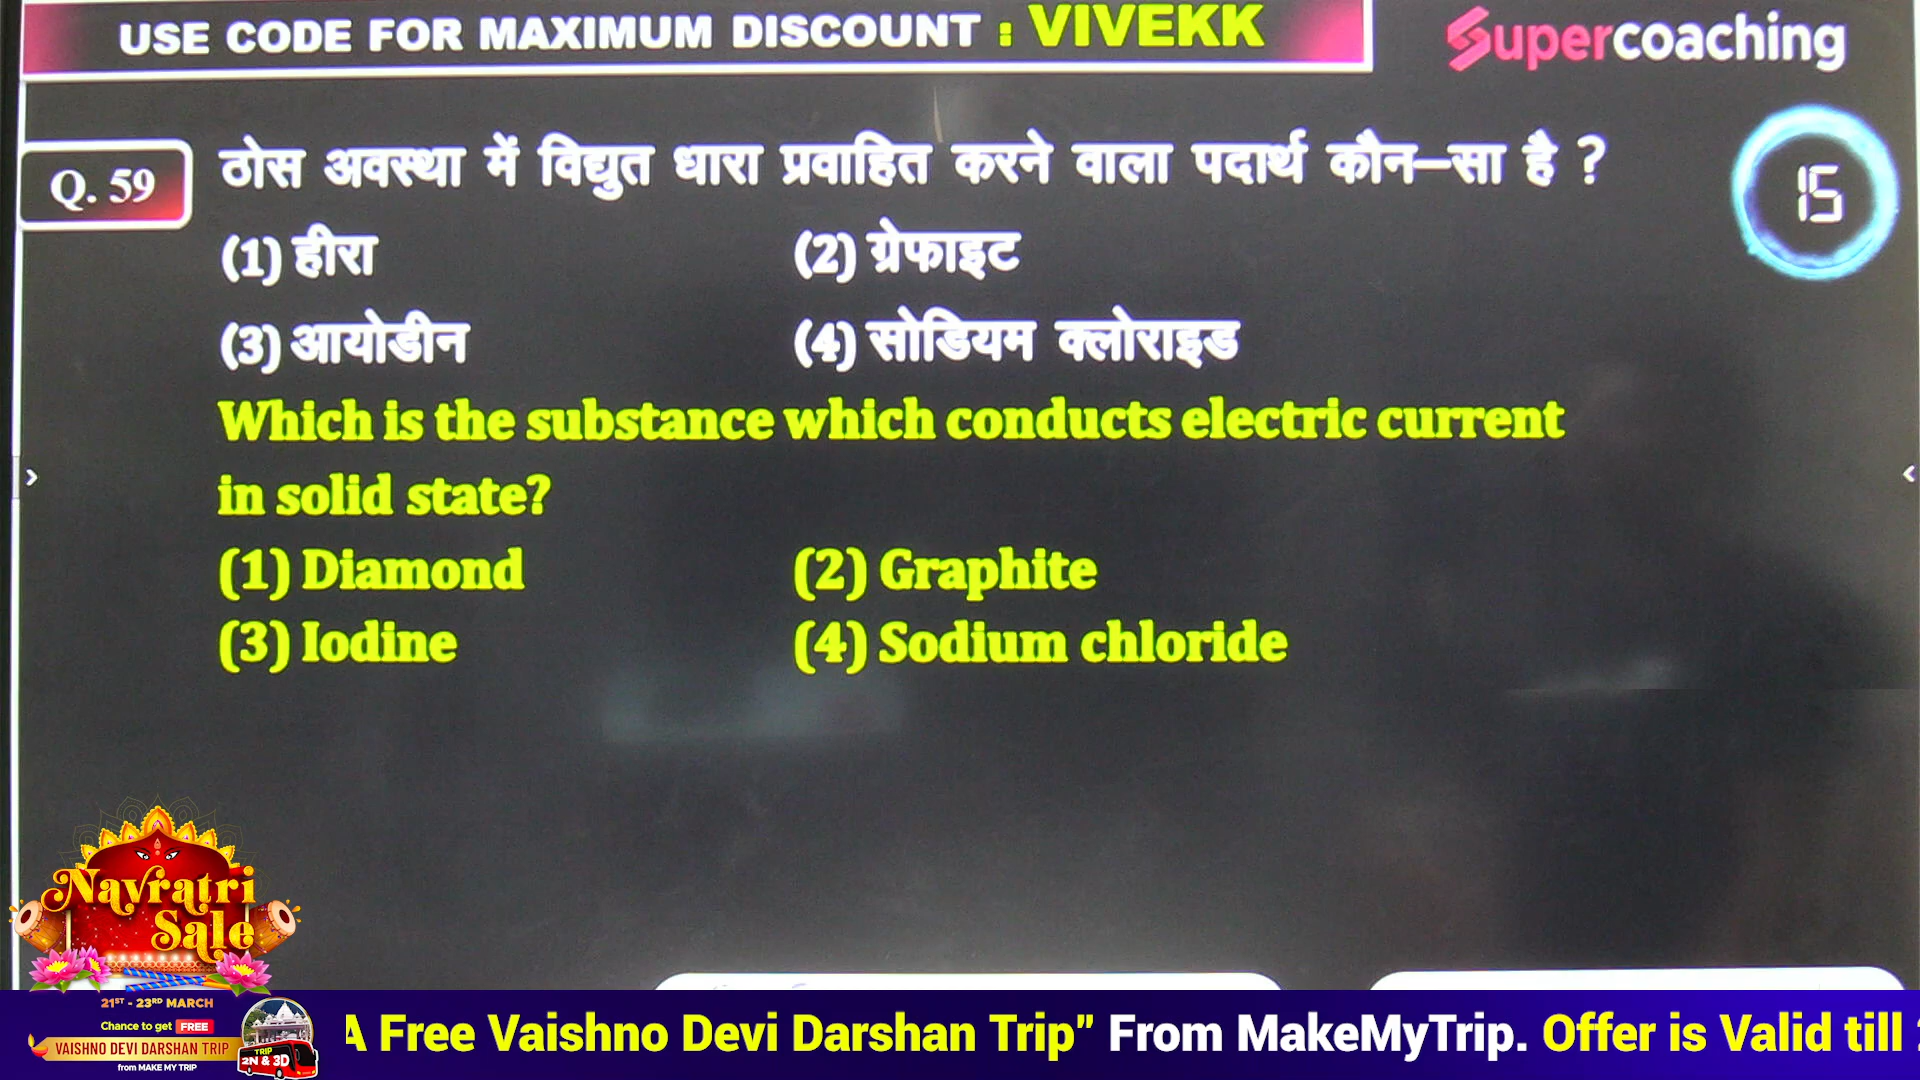 USE CODE FOR MAXIMUM DISCOUNT : VIVEKK
Supercoaching
Q. 59
ठोस अवस्था में विद्युत धारा प्रवाहित करने वाला पदार्थ कौन–सा है ?
15
(1) हीरा (2) ग्रेफाइट
(3) आयोडीन (4) सोडियम क्लोराइड
Which is the substance which conducts electric current
in solid state?
(1) Diamond (2) Graphite
(3) Iodine (4) Sodium chloride
Navratri
Sale
21ST - 23RD MARCH
Chance to get FREE
VAISHNO DEVI DARSHAN TRIP
from MAKE MY TRIP
TRIP
2N & 3D
A Free Vaishno Devi Darshan Trip" From MakeMyTrip. Offer is Valid till